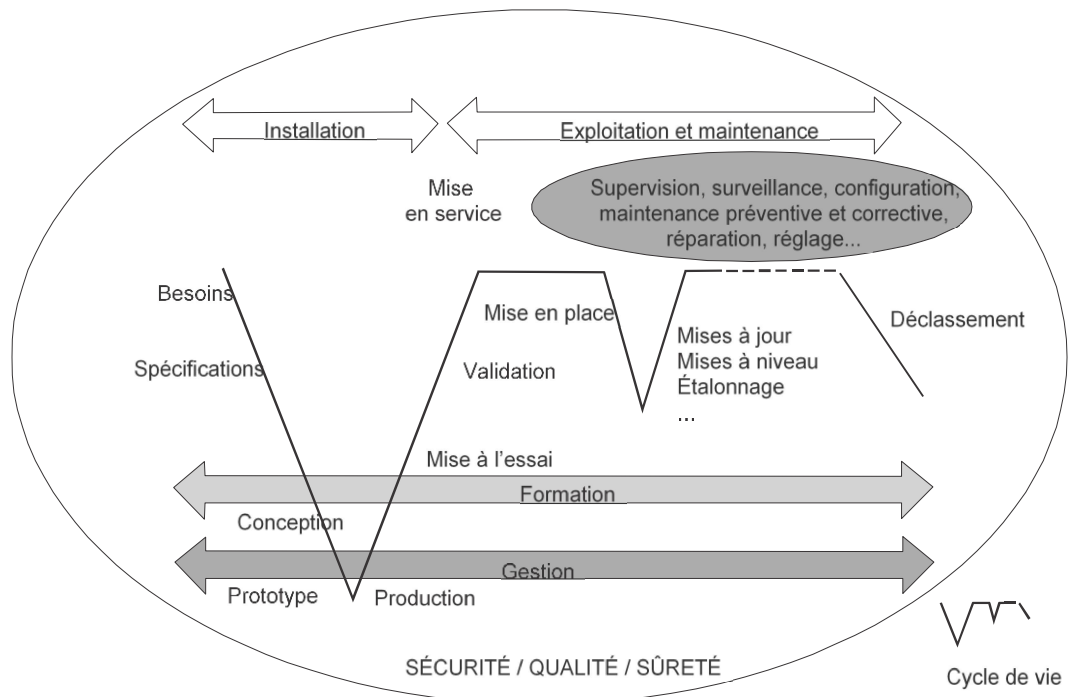 Installation
Exploitation et maintenance
Mise
en service
Supervision, surveillance, configuration,
maintenance préventive et corrective,
réparation, réglage...
Besoins
Mise en place
Déclassement
Spécifications
Validation
Mises à jour
Mises à niveau
Étalonnage
...
Mise à l’essai
Formation
Conception
Gestion
Prototype
Production
SÉCURITÉ / QUALITÉ / SÛRETÉ
Cycle de vie